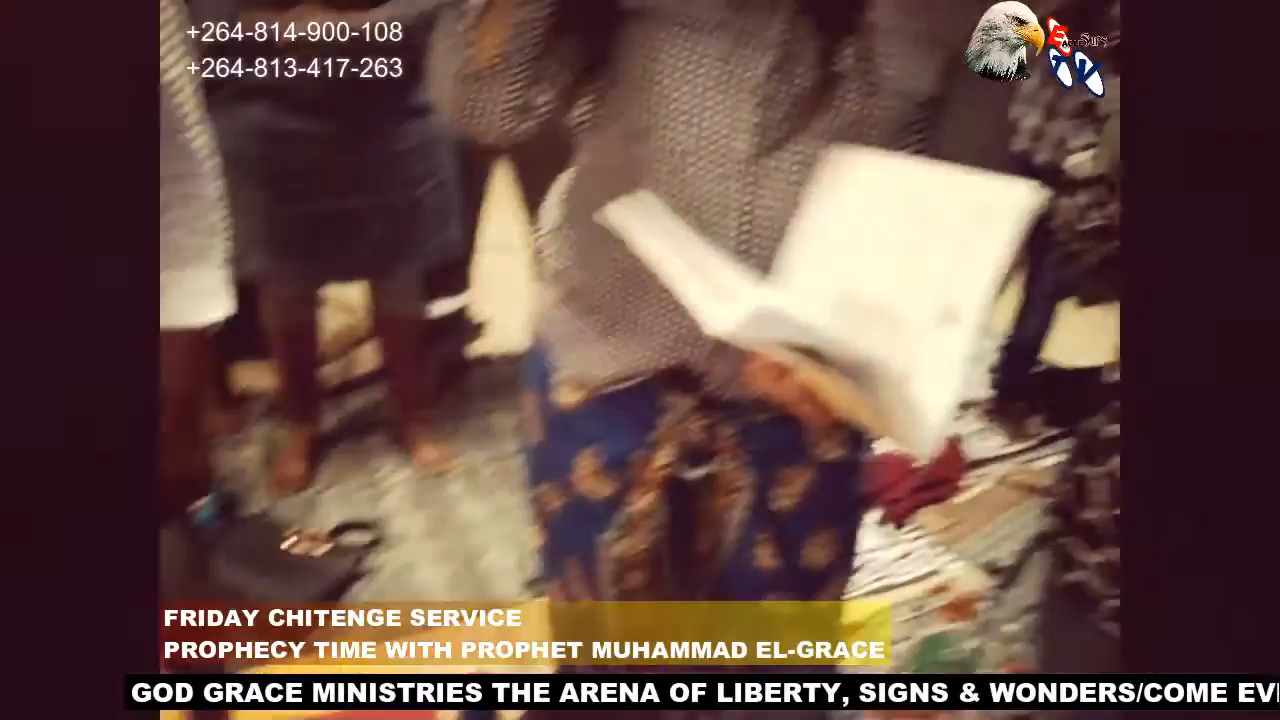 +264-814-900-108
+264-813-417-263
TV
FRIDAY CHITENGE SERVICE
PROPHECY TIME WITH PROPHET MUHAMMAD EL-GRACE
GOD GRACE MINISTRIES THE ARENA OF LIBERTY, SIGNS & WONDERS/COME